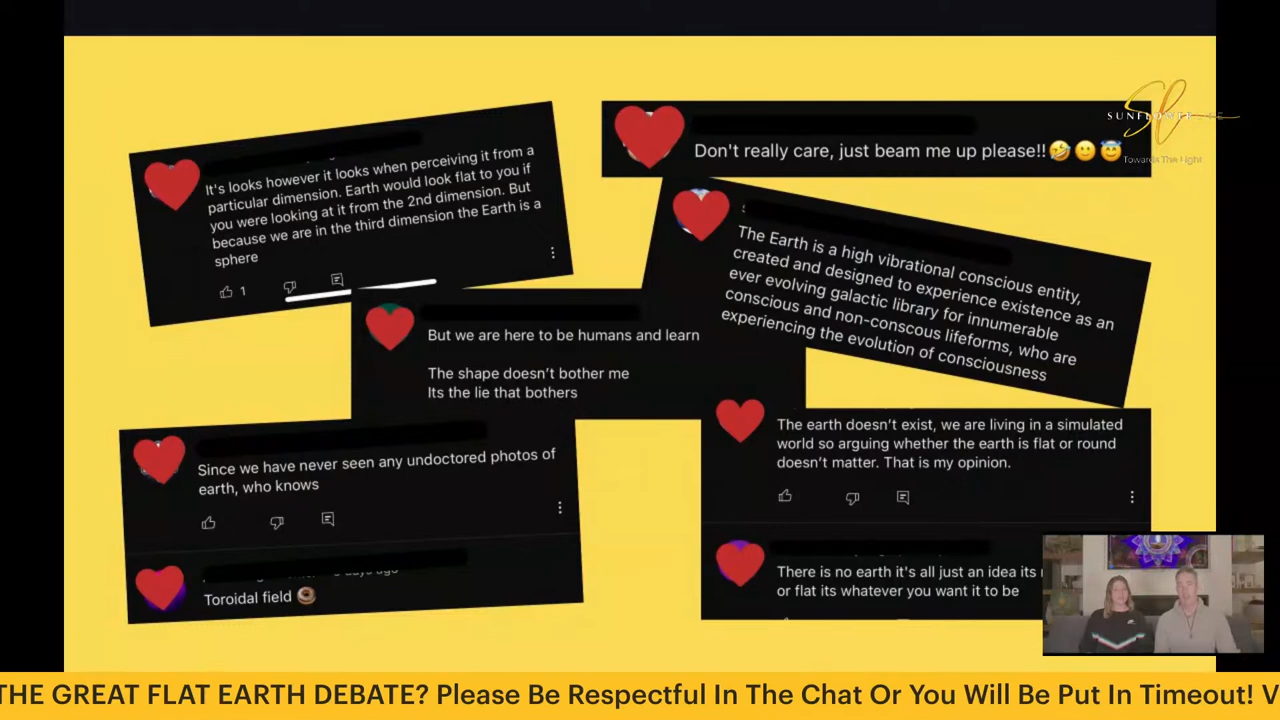 It's looks however it looks when perceiving it from a
particular dimension. Earth would look flat to you if
you were looking at it from the 2nd dimension. But
because we are in the third dimension the Earth is a
sphere
1
Don't really care, just beam me up please!!🤣🙂😇
SUNFLOWER
Towards The Light
The Earth is a high vibrational conscious entity,
created and designed to experience existence as an
ever evolving galactic library for innumerable
conscious and non-conscous lifeforms, who are
experiencing the evolution of consciousness
But we are here to be humans and learn
The shape doesn't bother me
Its the lie that bothers
Since we have never seen any undoctored photos of
earth, who knows
Toroidal field 🍩
The earth doesn't exist, we are living in a simulated
world so arguing whether the earth is flat or round
doesn't matter. That is my opinion.
There is no earth it's all just an idea its
or flat its whatever you want it to be
THE GREAT FLAT EARTH DEBATE? Please Be Respectful In The Chat Or You Will Be Put In Timeout! V